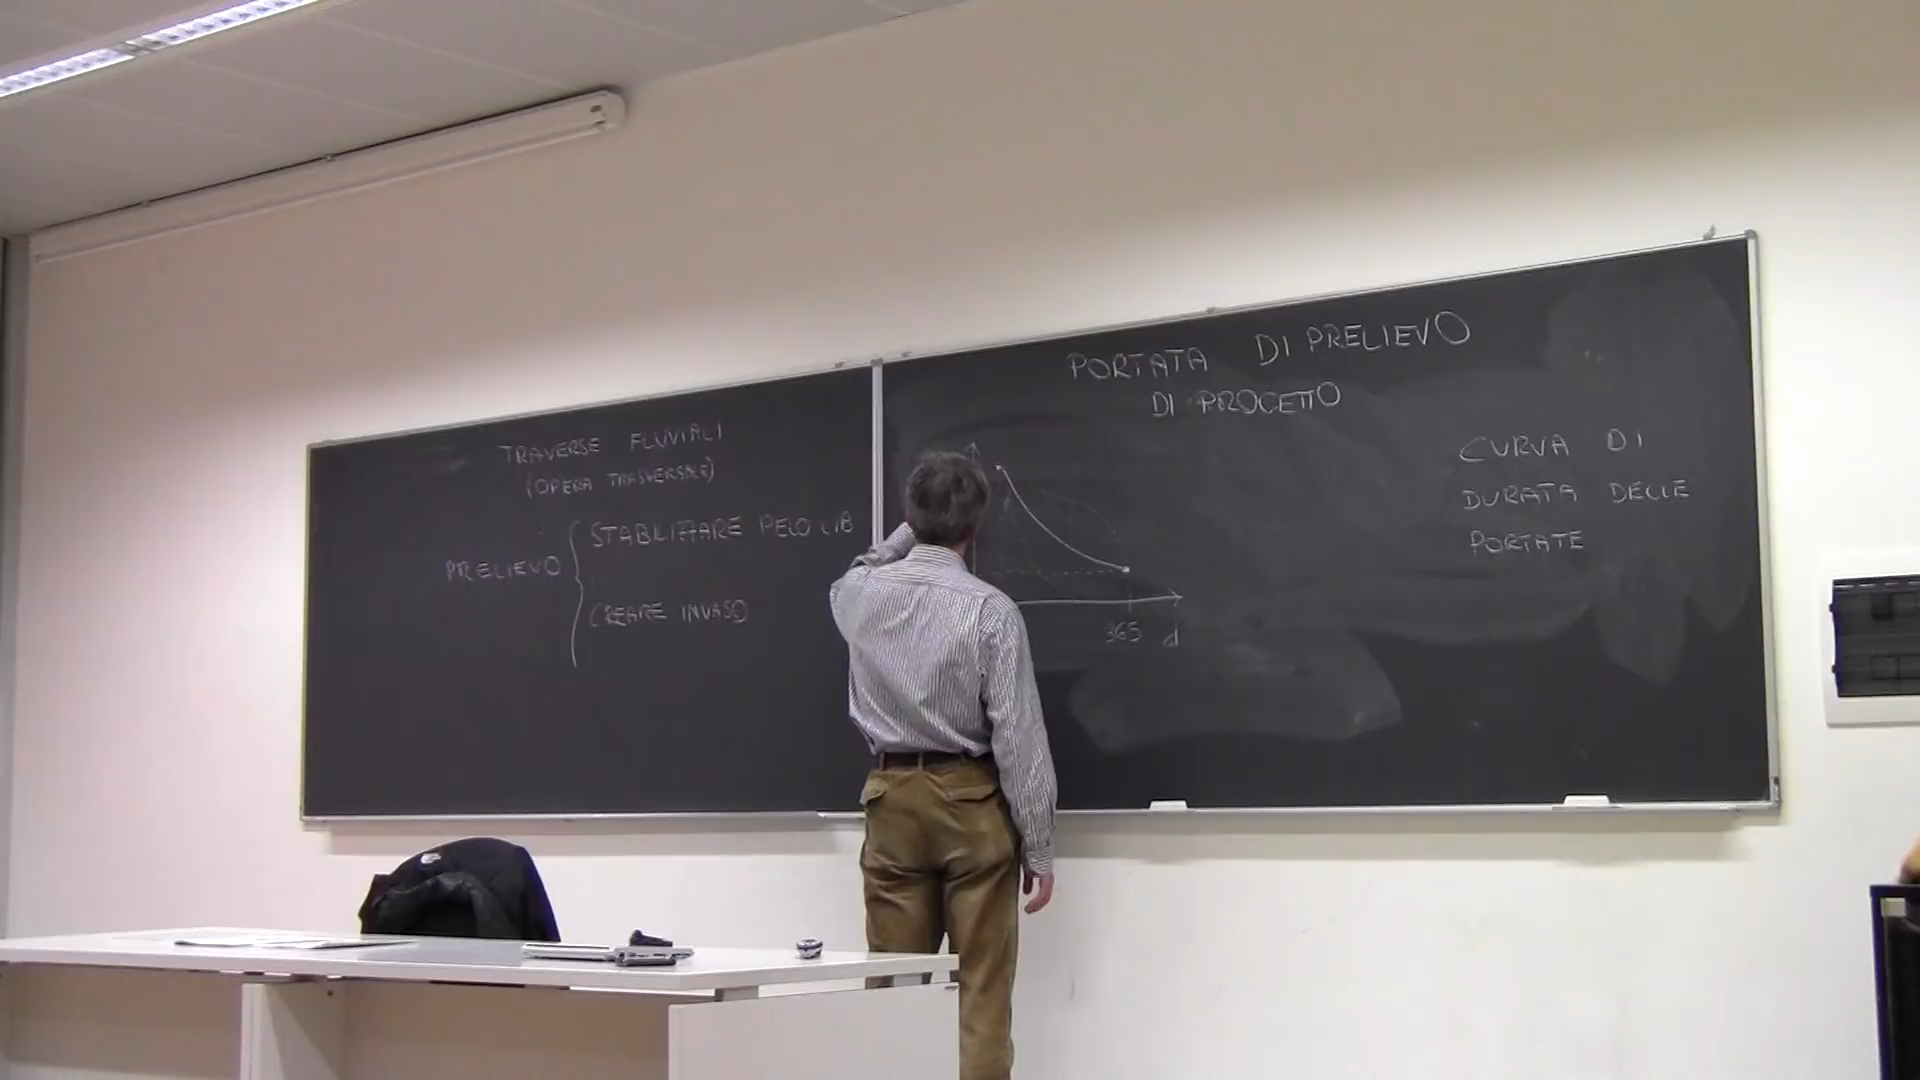 TRAVERSE FLUVIALI
(OPERA TRASVERSALE)
PRELIEVO
STABILIZZARE PELO LIB
CREARE INVASO
PORTATA DI PRELIEVO
DI PROGETTO
365 d
CURVA DI
DURATA DELLE
PORTATE